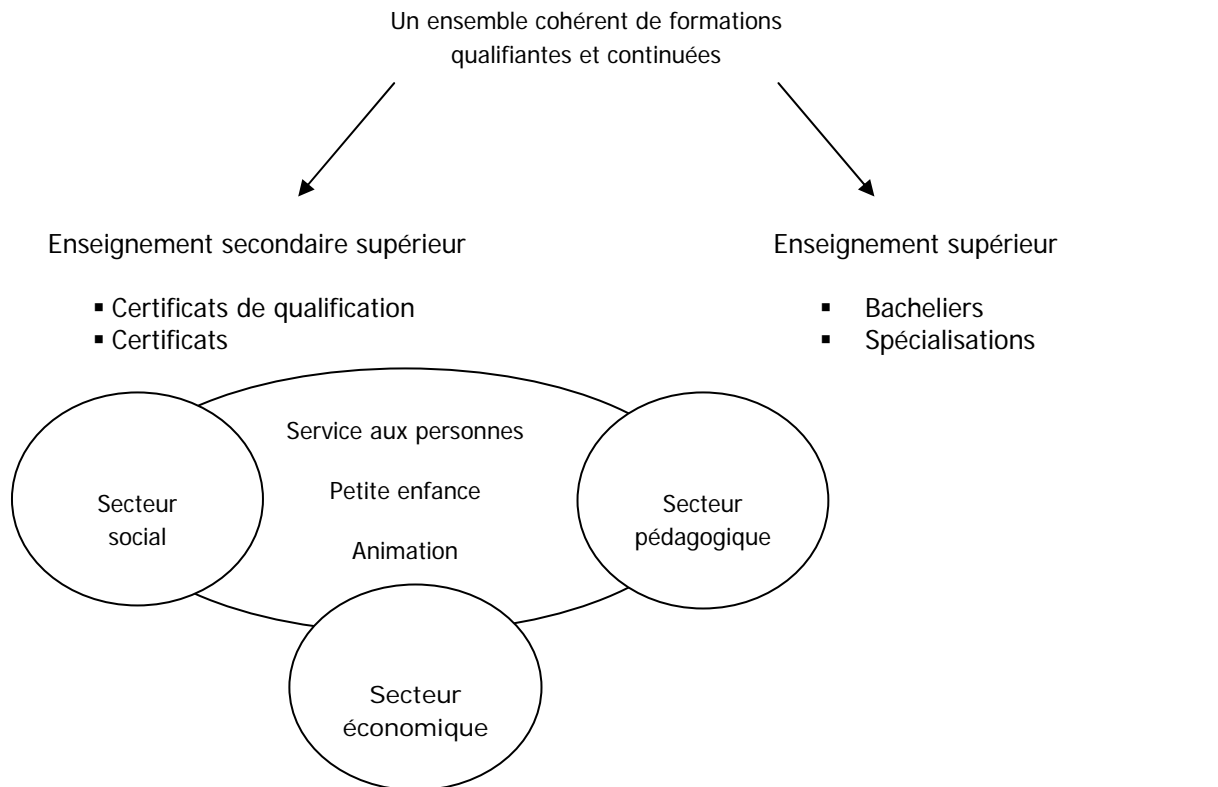 Un ensemble cohérent de formations
qualifiantes et continuées
Enseignement secondaire supérieur
▪ Certificats de qualification
▪ Certificats
Enseignement supérieur
▪ Bacheliers
▪ Spécialisations
Service aux personnes
Petite enfance
Animation
Secteur
social
Secteur
pédagogique
Secteur
économique